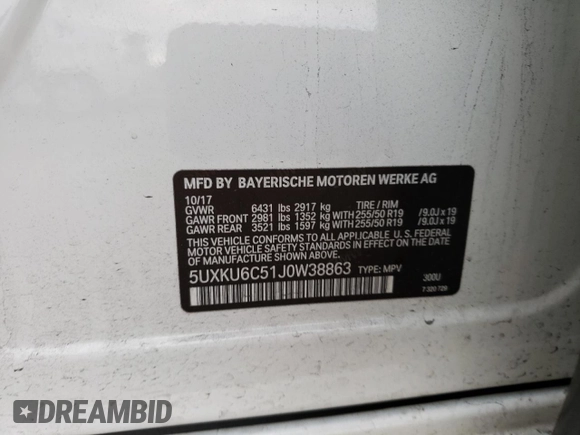 MFD BY BAYERISCHE MOTOREN WERKE AG
10/17
GVWR 6431 lbs 2917 kg TIRE / RIM
GAWR FRONT 2981 lbs 1352 kg WITH 255/50 R19 /9.0J x 19
GAWR REAR 3521 lbs 1597 kg WITH 255/50 R19 /9.0J x 19
THIS VEHICLE CONFORMS TO ALL APPLICABLE U. S. FEDERAL
MOTOR VEHICLE SAFETY STANDARDS IN EFFECT ON THE DATE OF
MANUFACTURE SHOWN ABOVE.
5UXKU6C51J0W38863 TYPE: MPV 300U
7 320 729
DREAMBID